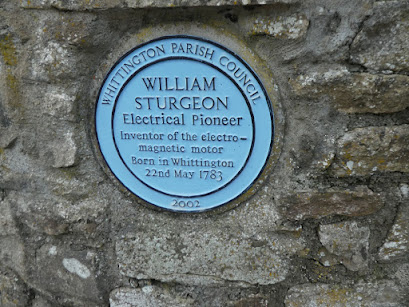 WHITTINGTON PARISH COUNCIL
WILLIAM
STURGEON
Electrical Pioneer
Inventor of the electro-
magnetic motor
Born in Whittington
22nd May 1783
2002